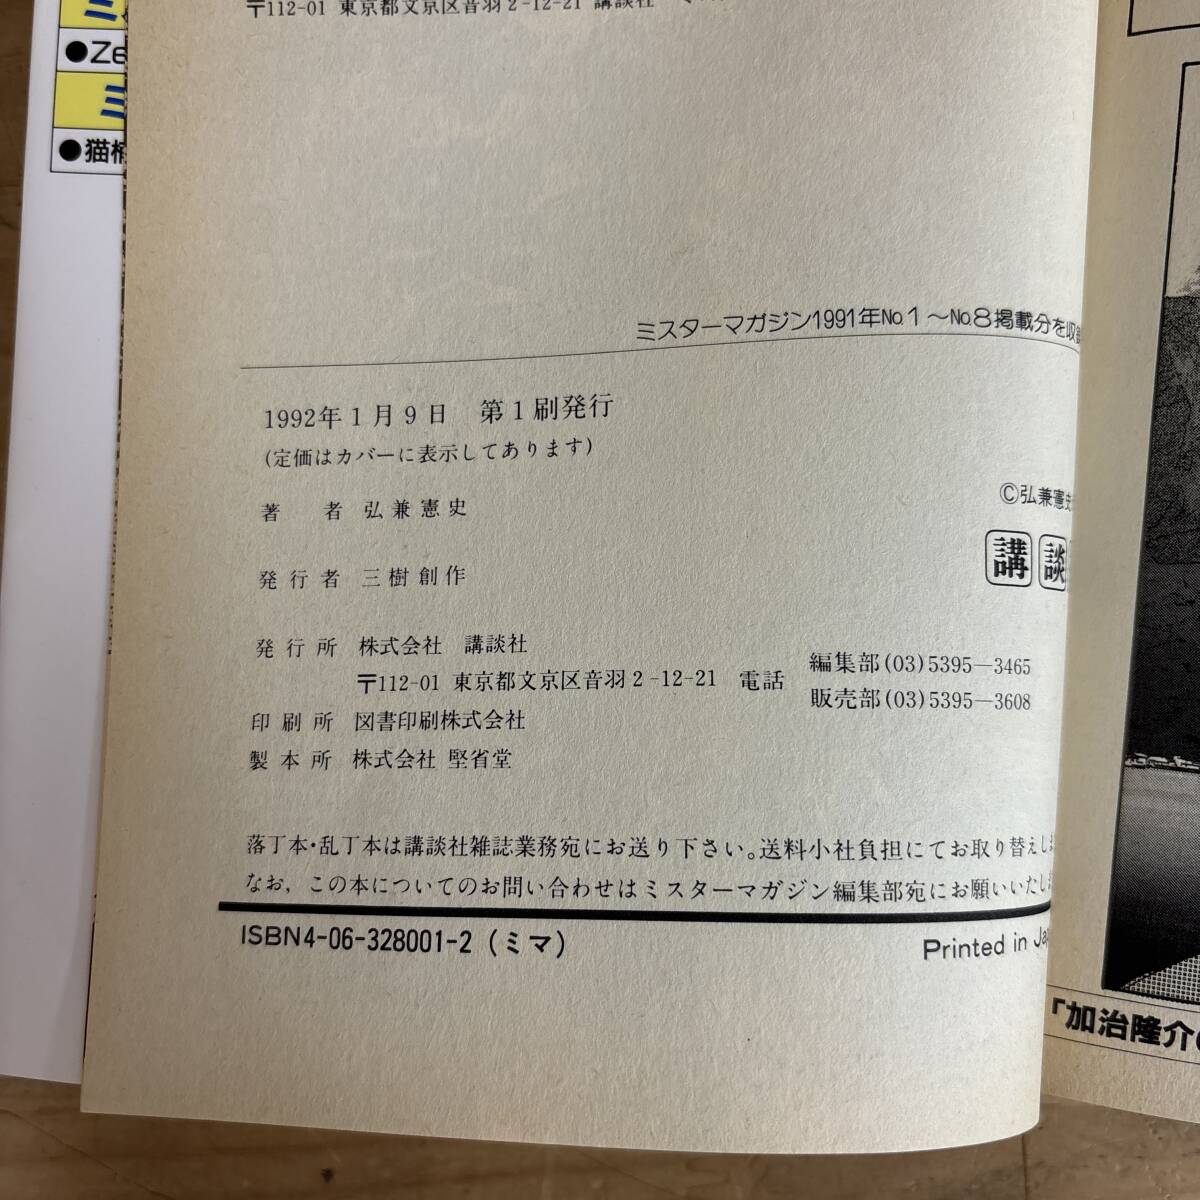 ●Ze
ミ
●猫
〒112-01 東京都文京区音羽2-12-21 講談社
ミスターマガジン1991年No.1～No.8掲載分を収
1992年1月9日 第1刷発行
(定価はカバーに表示してあります)
©弘兼憲史
著 者 弘兼憲史
講談
発行者 三樹創作
発行所 株式会社 講談社
〒112-01 東京都文京区音羽2-12-21 電話
編集部(03)5395―3465
販売部(03)5395―3608
印刷所 図書印刷株式会社
製本所 株式会社 堅省堂
落丁本・乱丁本は講談社雑誌業務宛にお送り下さい。送料小社負担にてお取り替えし
なお，この本についてのお問い合わせはミスターマガジン編集部宛にお願いいたし
ISBN4-06-328001-2 (ミマ)
Printed in Ja
「加治隆介